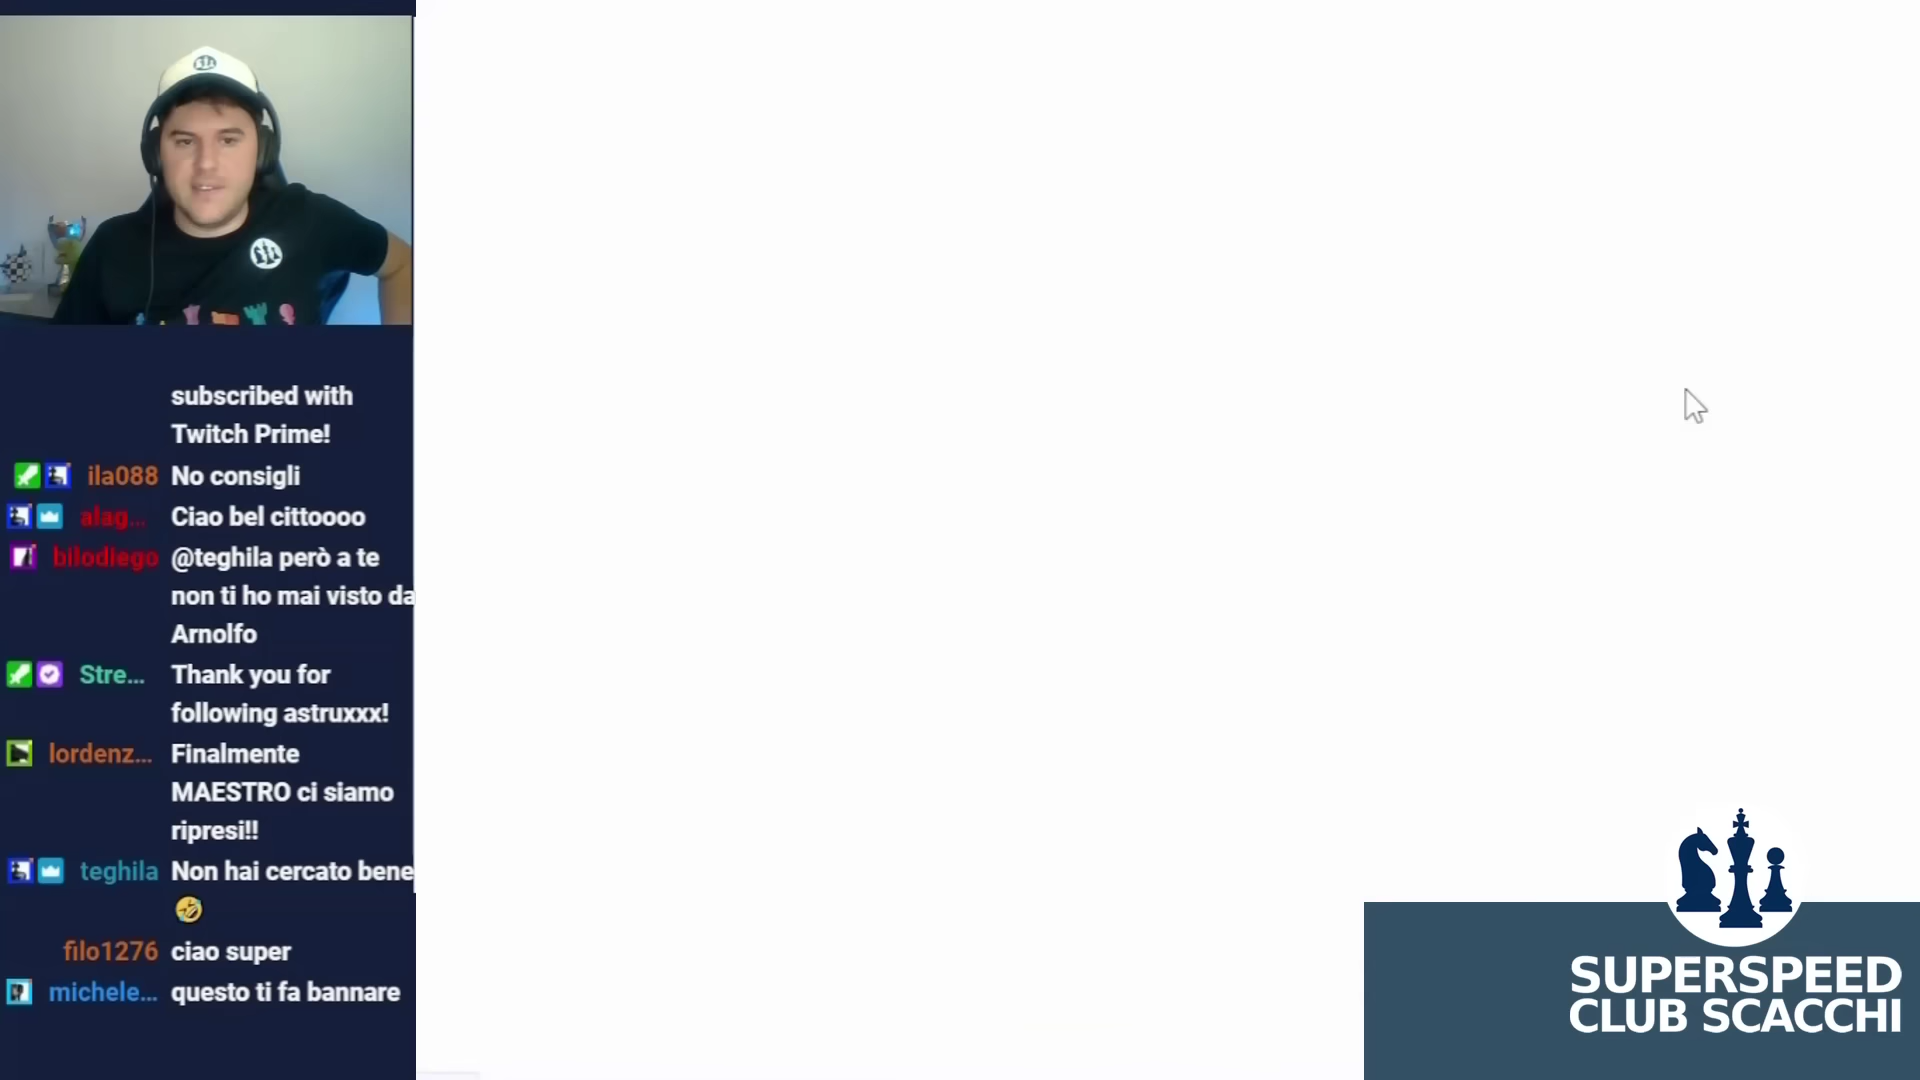 subscribed with
Twitch Prime!
ila088 No consigli
alag... Ciao bel cittoooo
bilodiego @teghila però a te
non ti ho mai visto da
Arnolfo
Stre... Thank you for
following astruxxx!
lordenz... Finalmente
MAESTRO ci siamo
ripresi!!
teghila Non hai cercato bene
🤣
filo1276 ciao super
michele... questo ti fa bannare
SUPERSPEED
CLUB SCACCHI